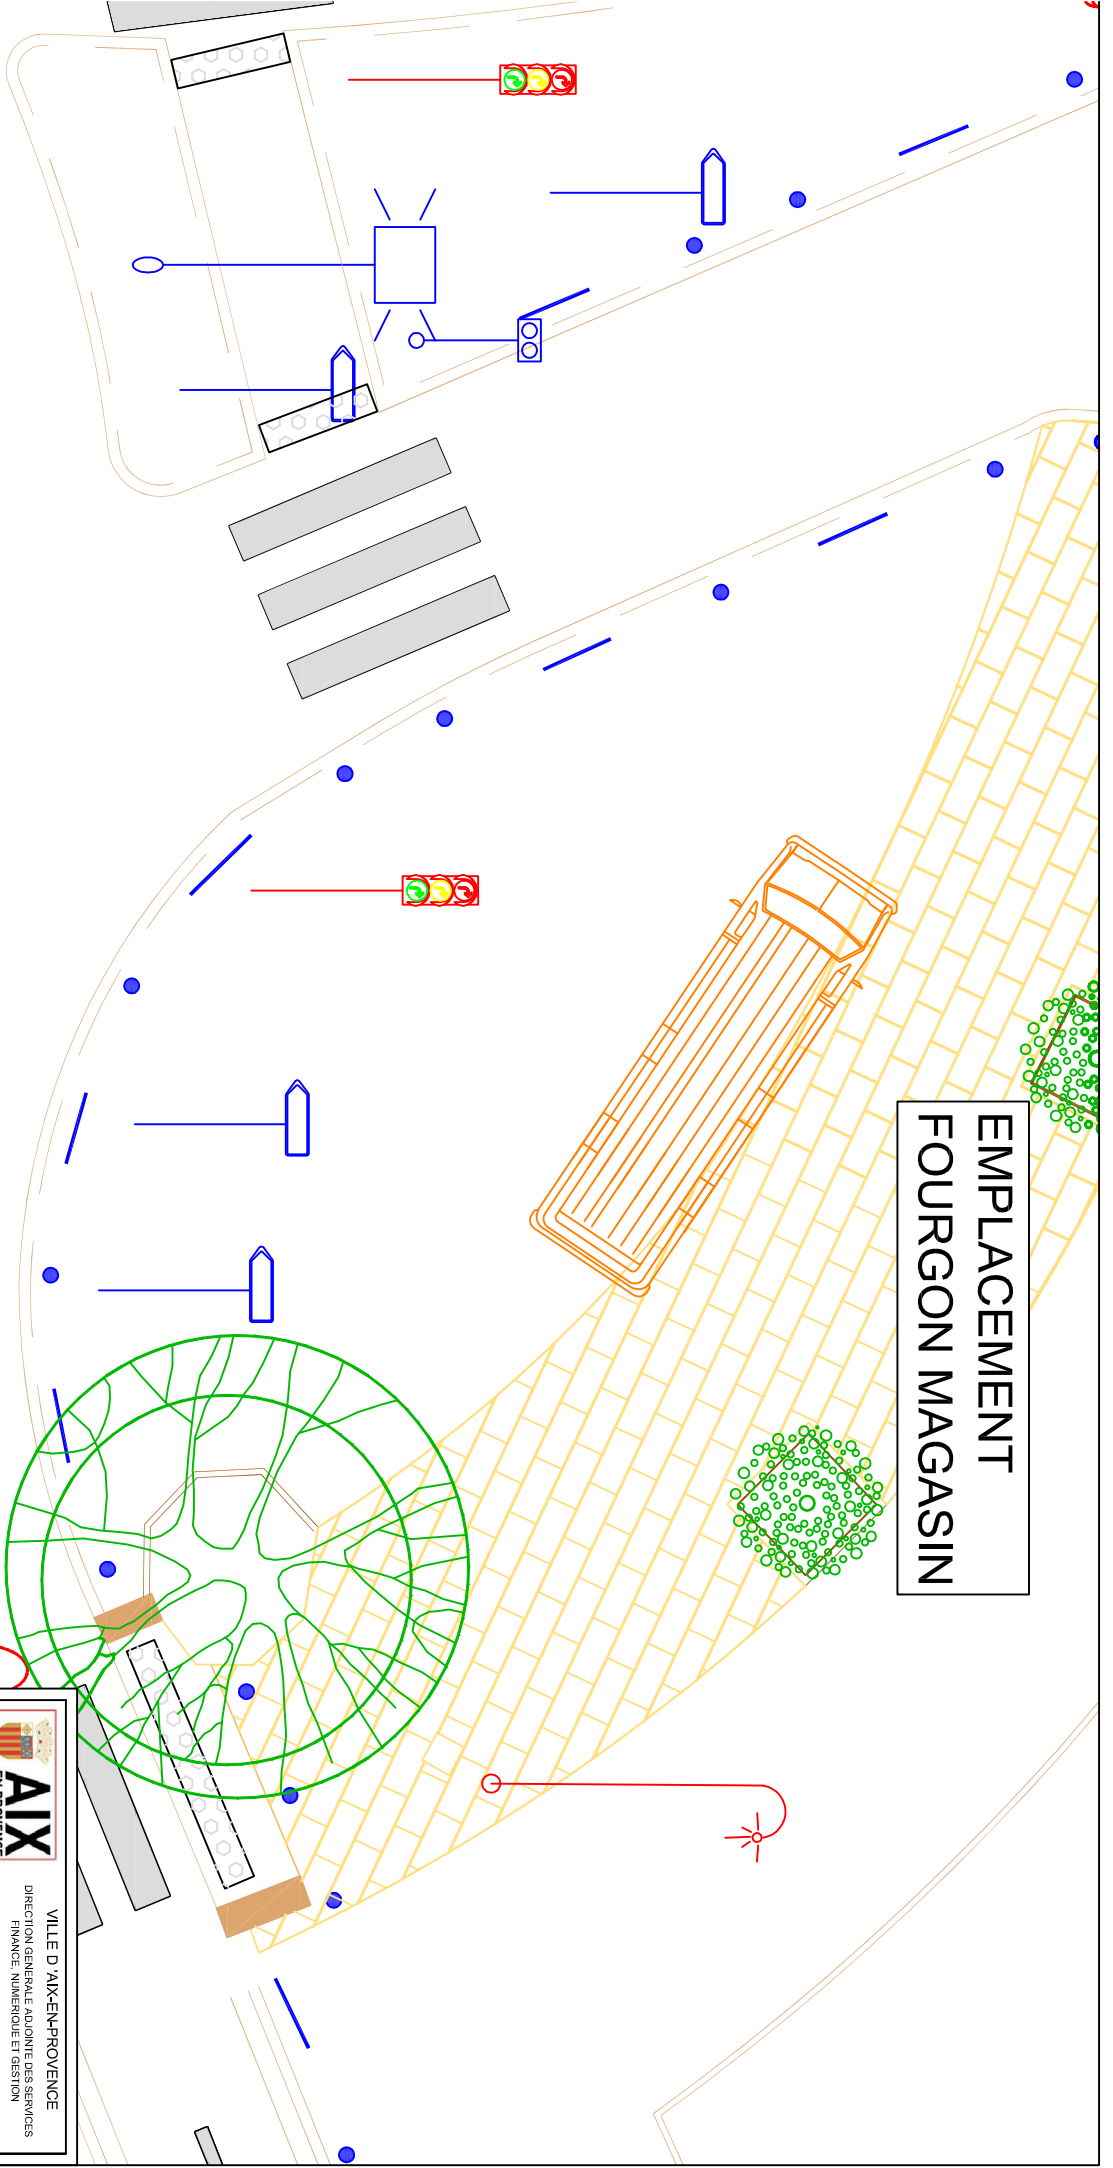 EMPLACEMENT
FOURGON MAGASIN
AIX
VILLE D 'AIX-EN-PROVENCE
DIRECTION GENERALE ADJOINTE DES SERVICES
FINANCE, NUMERIQUE ET GESTION